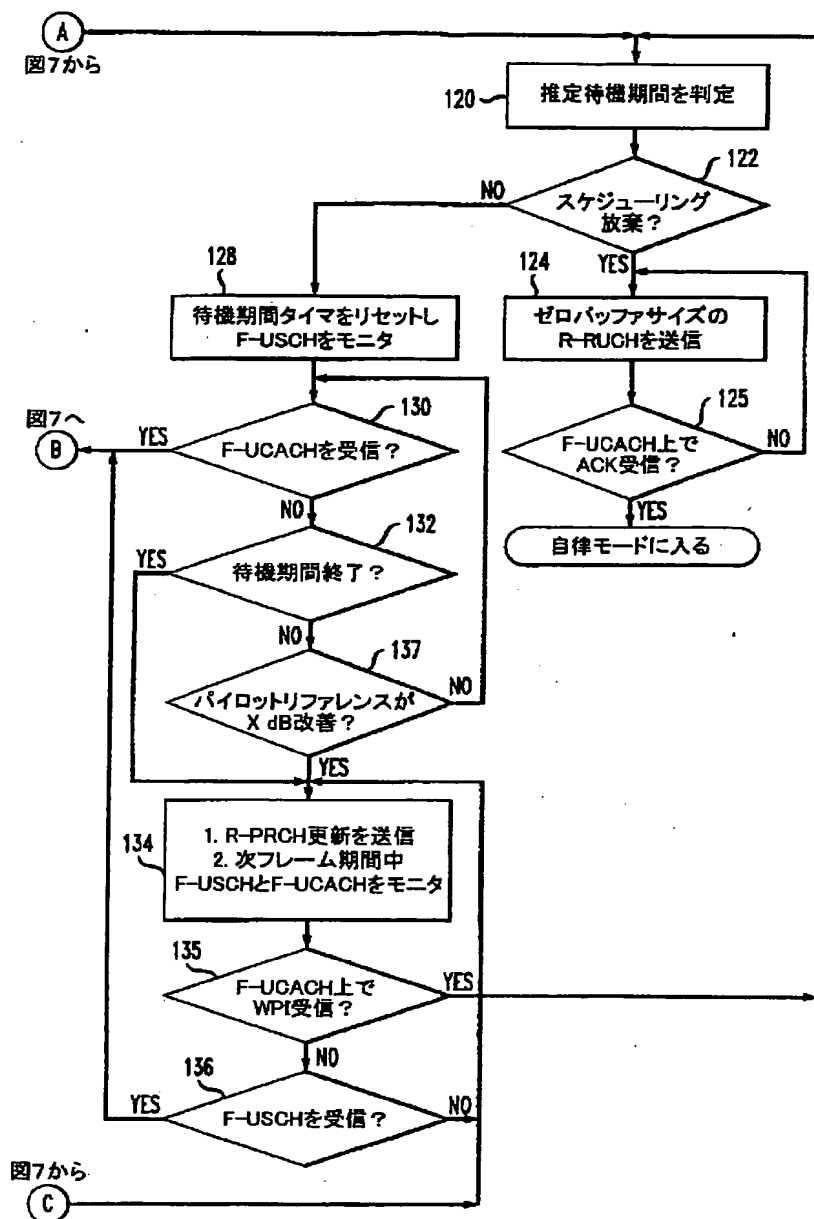 A
図7から
推定待機期間を判定
120
122
スケジューリング
放棄？
NO
YES
128
待機期間タイマをリセットし
F-USCHをモニタ
124
ゼロバッファサイズの
R-RUCHを送信
図7へ
B
YES
130
F-UCACHを受信？
NO
125
F-UCACH上で
ACK受信？
NO
YES
自律モードに入る
132
YES
待機期間終了？
NO
137
パイロットリファレンスが
X dB改善？
NO
YES
134
1. R-PRCH更新を送信
2. 次フレーム期間中
F-USCHとF-UCACHをモニタ
135
F-UCACH上で
WPI受信？
YES
NO
136
YES
F-USCHを受信？
NO
図7から
C